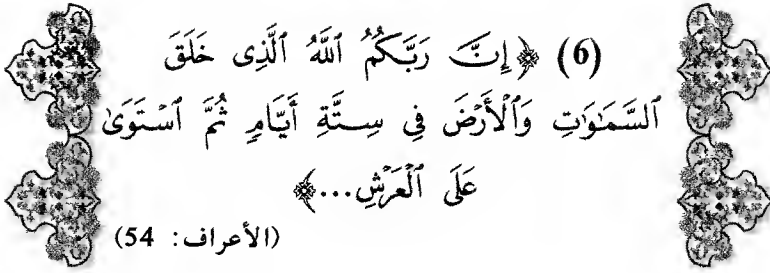 (6) ﴿إِنَّ رَبَّكُمُ ٱللَّهُ ٱلَّذِى خَلَقَ
ٱلسَّمَٰوَٰتِ وَٱلْأَرْضَ فِى سِتَّةِ أَيَّامٍ ثُمَّ ٱسْتَوَىٰ
عَلَى ٱلْعَرْشِ...﴾
(الأعراف: 54)